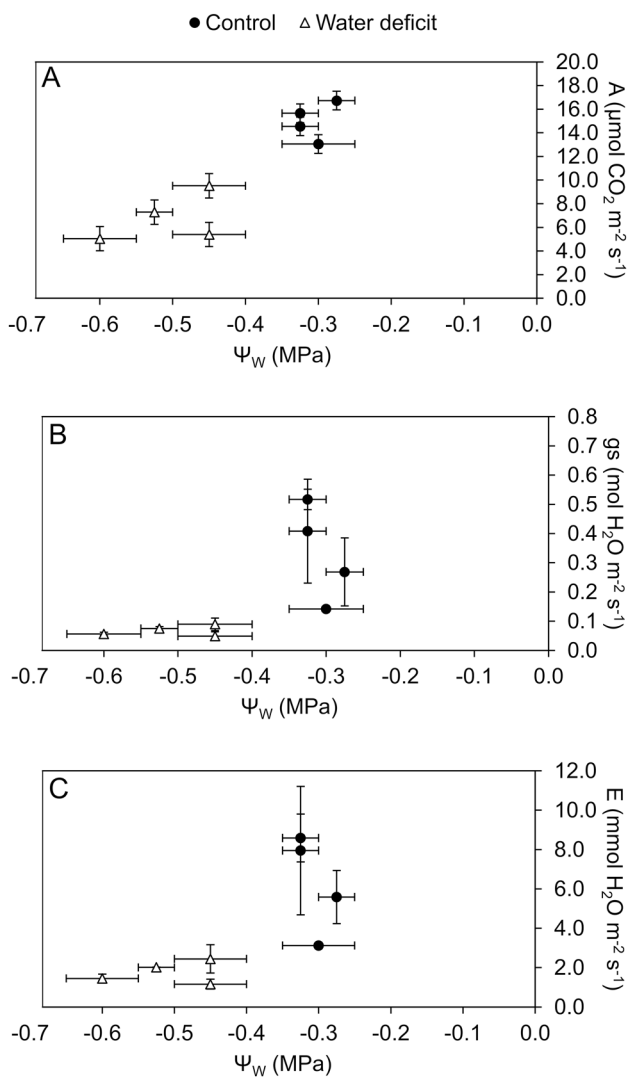 ● Control △ Water deficit
A
20.0
18.0
16.0
14.0
12.0
10.0
8.0
6.0
4.0
2.0
0.0
A (µmol CO₂ m⁻² s⁻¹)
-0.7 -0.6 -0.5 -0.4 -0.3 -0.2 -0.1 0.0
Ψ_W (MPa)
B
0.8
0.7
0.6
0.5
0.4
0.3
0.2
0.1
0.0
gs (mol H₂O m⁻² s⁻¹)
-0.7 -0.6 -0.5 -0.4 -0.3 -0.2 -0.1 0.0
Ψ_W (MPa)
C
12.0
10.0
8.0
6.0
4.0
2.0
0.0
E (mmol H₂O m⁻² s⁻¹)
-0.7 -0.6 -0.5 -0.4 -0.3 -0.2 -0.1 0.0
Ψ_W (MPa)